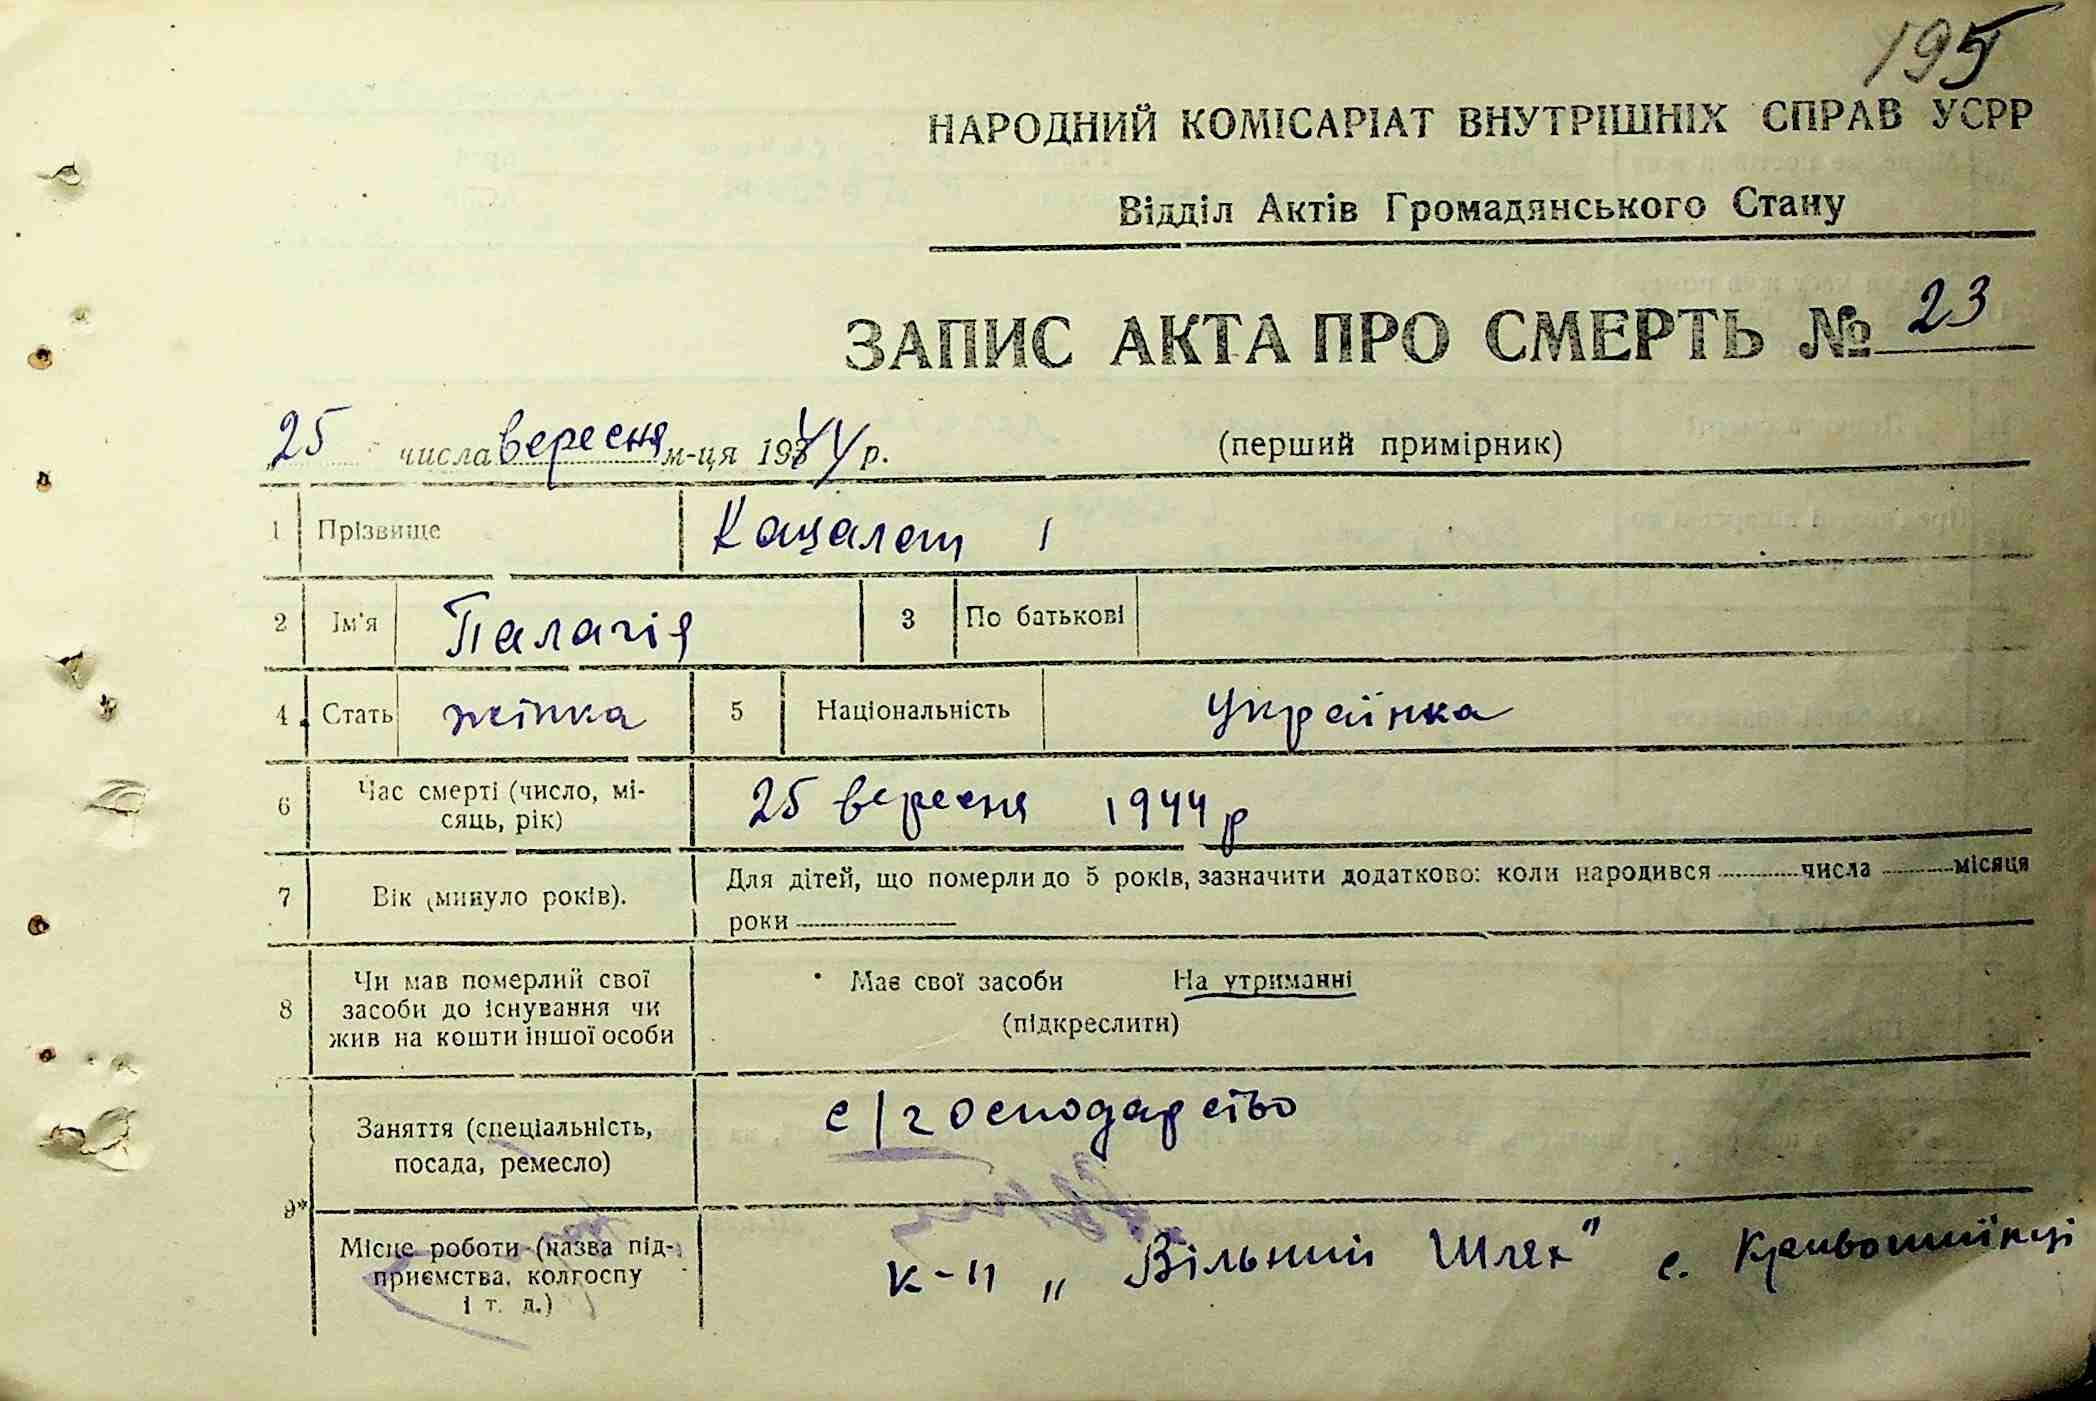 195
НАРОДНИЙ КОМІСАРІАТ ВНУТРІШНІХ СПРАВ УСРР
Відділ Актів Громадянського Стану
ЗАПИС АКТА ПРО СМЕРТЬ № 23
25 числа вересня м-ця 1944 р. (перший примірник)
1 Прізвище
2 Ім'я Палагія 3 По батькові
4 Стать жінка 5 Національність Українка
6 Час смерті (число, мі-
сяць, рік) 25 вересня 1944 р
7 Вік (минуло років). Для дітей, що померли до 5 років, зазначити додатково: коли народився числа місяця
роки
8 Чи мав померлий свої
засоби до існування чи
жив на кошти іншої особи
Має свої засоби На утриманні
(підкреслити)
9* Заняття (спеціальність,
посада, ремесло) с/господарство
Місце роботи (назва під-
приємства, колгоспу
і т. д.) к-п „Вільний Шлях" с. Кривошиїнці